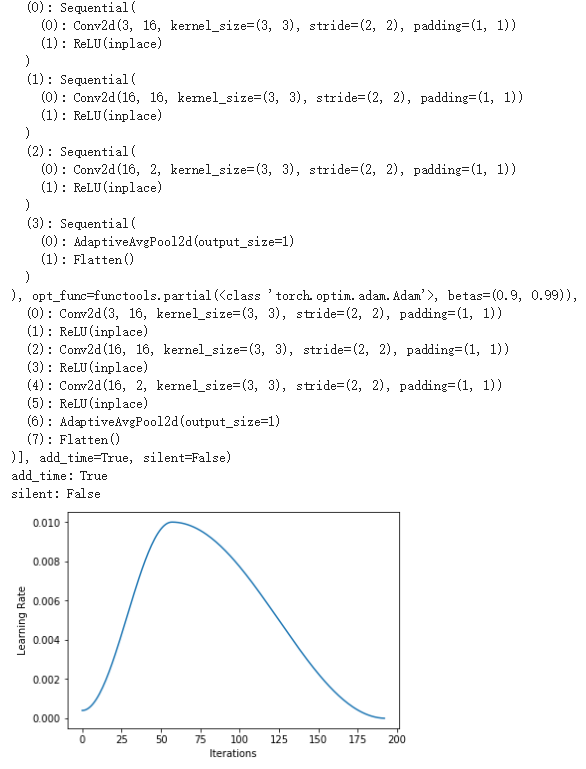 (0): Sequential(
(0): Conv2d(3, 16, kernel_size=(3, 3), stride=(2, 2), padding=(1, 1))
(1): ReLU(inplace)
)
(1): Sequential(
(0): Conv2d(16, 16, kernel_size=(3, 3), stride=(2, 2), padding=(1, 1))
(1): ReLU(inplace)
)
(2): Sequential(
(0): Conv2d(16, 2, kernel_size=(3, 3), stride=(2, 2), padding=(1, 1))
(1): ReLU(inplace)
)
(3): Sequential(
(0): AdaptiveAvgPool2d(output_size=1)
(1): Flatten()
)
), opt_func=functools.partial(<class 'torch.optim.adam.Adam'>, betas=(0.9, 0.99)),
(0): Conv2d(3, 16, kernel_size=(3, 3), stride=(2, 2), padding=(1, 1))
(1): ReLU(inplace)
(2): Conv2d(16, 16, kernel_size=(3, 3), stride=(2, 2), padding=(1, 1))
(3): ReLU(inplace)
(4): Conv2d(16, 2, kernel_size=(3, 3), stride=(2, 2), padding=(1, 1))
(5): ReLU(inplace)
(6): AdaptiveAvgPool2d(output_size=1)
(7): Flatten()
)], add_time=True, silent=False)
add_time: True
silent: False
0.010
0.008
0.006
0.004
0.002
0.000
Learning Rate
0 25 50 75 100 125 150 175 200
Iterations